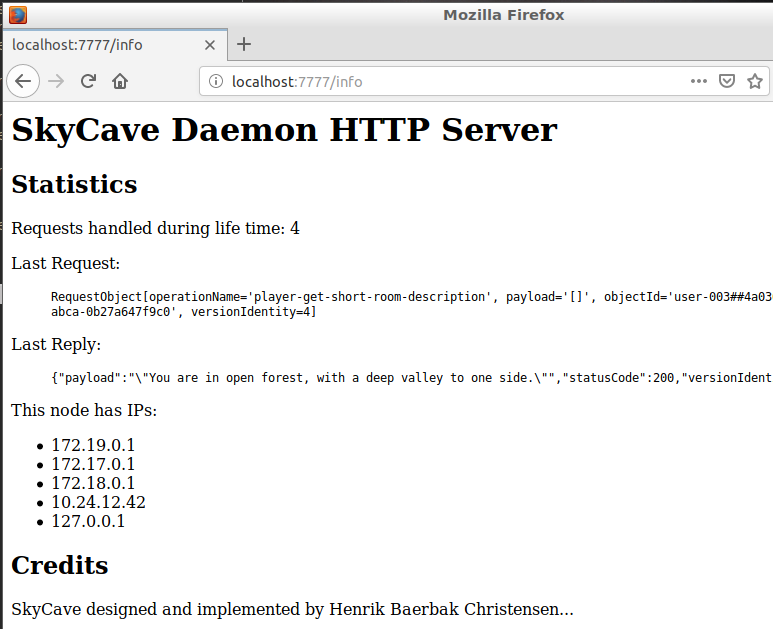 Mozilla Firefox
localhost:7777/info
localhost:7777/info
SkyCave Daemon HTTP Server
Statistics
Requests handled during life time: 4
Last Request:
RequestObject[operationName='player-get-short-room-description', payload='[]', objectId='user-003##4a03
abca-0b27a647f9c0', versionIdentity=4]
Last Reply:
{"payload":"\"You are in open forest, with a deep valley to one side.\"","statusCode":200,"versionIdent
This node has IPs:
172.19.0.1
172.17.0.1
172.18.0.1
10.24.12.42
127.0.0.1
Credits
SkyCave designed and implemented by Henrik Baerbak Christensen...